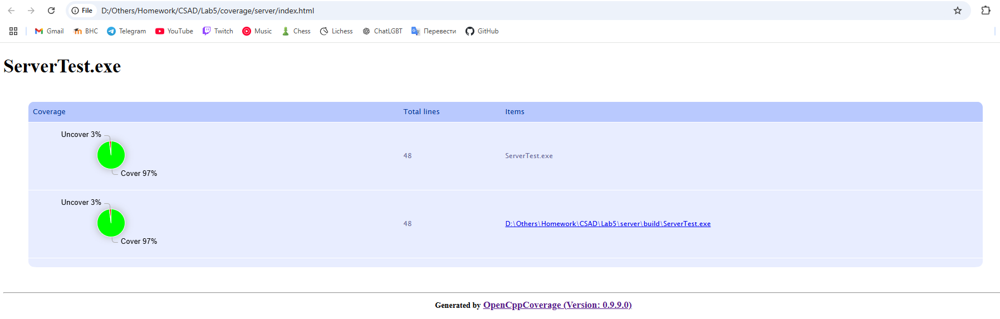 File D:/Others/Homework/CSAD/Lab5/coverage/server/index.html
Gmail ВНС Telegram YouTube Twitch Music Chess Lichess ChatLGBT Перевести GitHub
ServerTest.exe
Coverage Total lines Items
Uncover 3%
48 ServerTest.exe
Cover 97%
Uncover 3%
48 D:\Others\Homework\CSAD\Lab5\server\build\ServerTest.exe
Cover 97%
Generated by OpenCppCoverage (Version: 0.9.9.0)